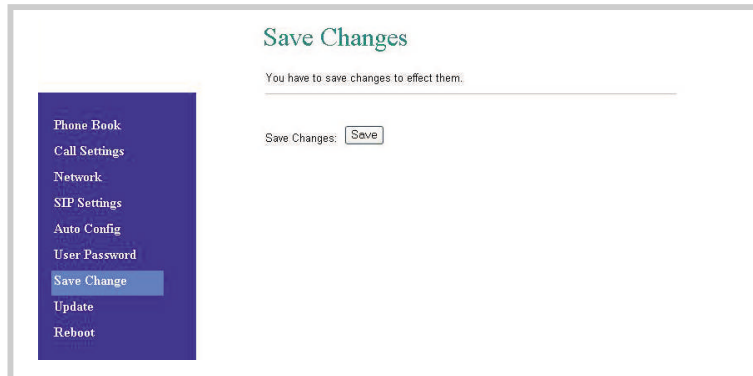 Save Changes
You have to save changes to effect them.
Phone Book
Call Settings
Network
SIP Settings
Auto Config
User Password
Save Change
Update
Reboot
Save Changes: Save